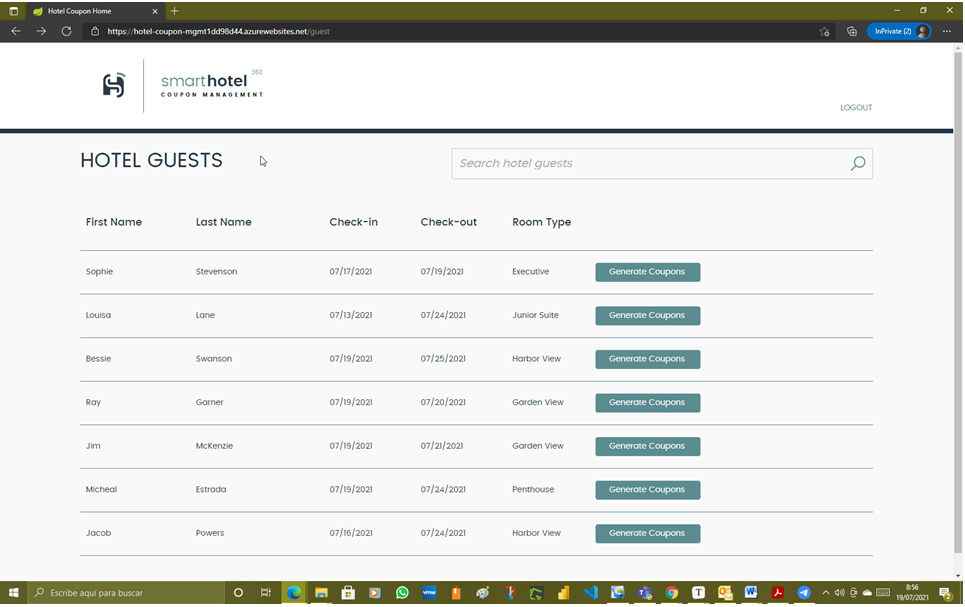 Hotel Coupon Home
https://hotel-coupon-mgmt1dd98d44.azurewebsites.net/guest
InPrivate (2)
smarthotel 360
COUPON MANAGEMENT
LOGOUT
HOTEL GUESTS
Search hotel guests
First Name Last Name Check-in Check-out Room Type
Sophie Stevenson 07/17/2021 07/19/2021 Executive Generate Coupons
Louisa Lane 07/13/2021 07/24/2021 Junior Suite Generate Coupons
Bessie Swanson 07/19/2021 07/25/2021 Harbor View Generate Coupons
Ray Garner 07/19/2021 07/20/2021 Garden View Generate Coupons
Jim McKenzie 07/19/2021 07/21/2021 Garden View Generate Coupons
Micheal Estrada 07/19/2021 07/24/2021 Penthouse Generate Coupons
Jacob Powers 07/16/2021 07/24/2021 Harbor View Generate Coupons
Escribe aquí para buscar
8:56
19/07/2021